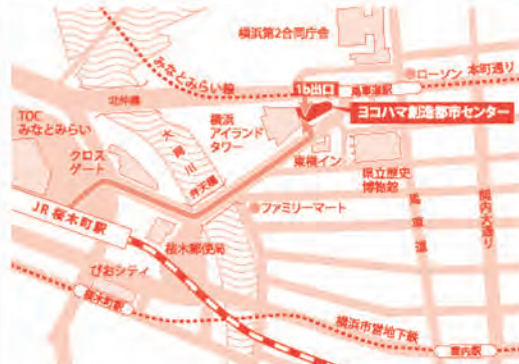 横浜第2合同庁舎
みなとみらい線
ローソン
本町通り
1b出口
馬車道駅
北仲橋
ヨコハマ創造都市センター
TOC
みなとみらい
大岡川
横浜
アイランド
タワー
クロス
ゲート
弁天橋
東横イン
県立歴史
博物館
馬車道
関内大通り
ファミリーマート
JR 桜木町駅
桜木郵便局
ぴおシティ
桜木町駅
横浜市営地下鉄
関内駅